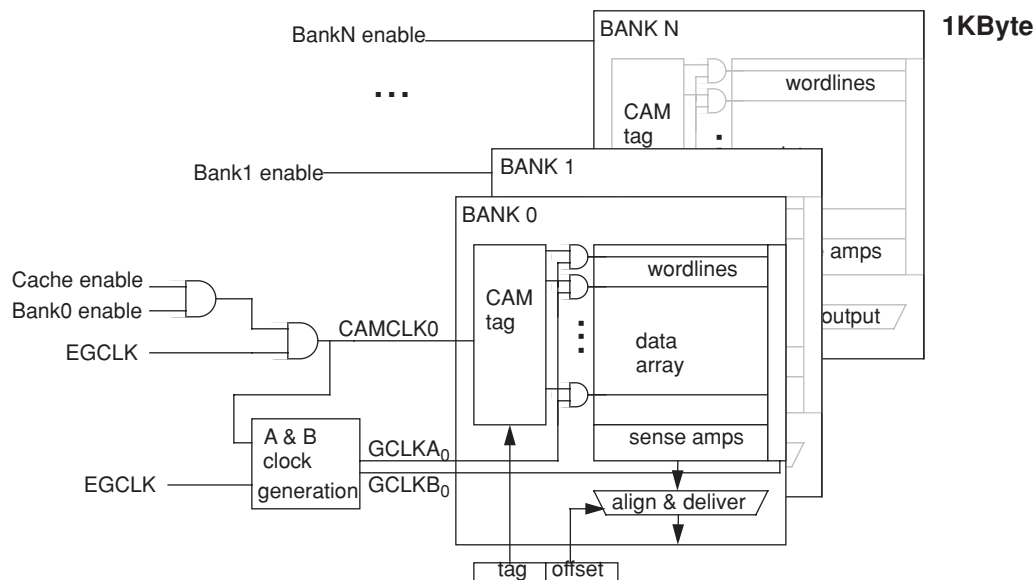 BANK N
1KByte
BankN enable
wordlines
...
CAM
tag
BANK 1
Bank1 enable
BANK 0
amps
output
Cache enable
Bank0 enable
EGCLK
CAMCLK0
CAM
tag
wordlines
data
array
sense amps
A & B
clock
generation
GCLKA0
GCLKB0
EGCLK
align & deliver
tag
offset